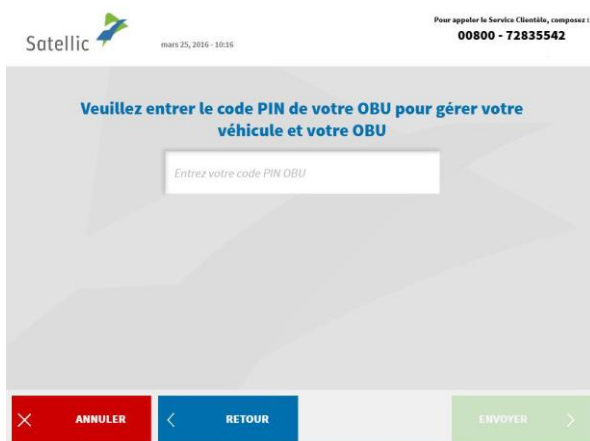 Pour appeler le Service Clientèle, composez :
00800 - 72835542
Satellic
mars 25, 2016 - 10:16
Veuillez entrer le code PIN de votre OBU pour gérer votre
véhicule et votre OBU
Entrez votre code PIN OBU
ANNULER
RETOUR
ENVOYER